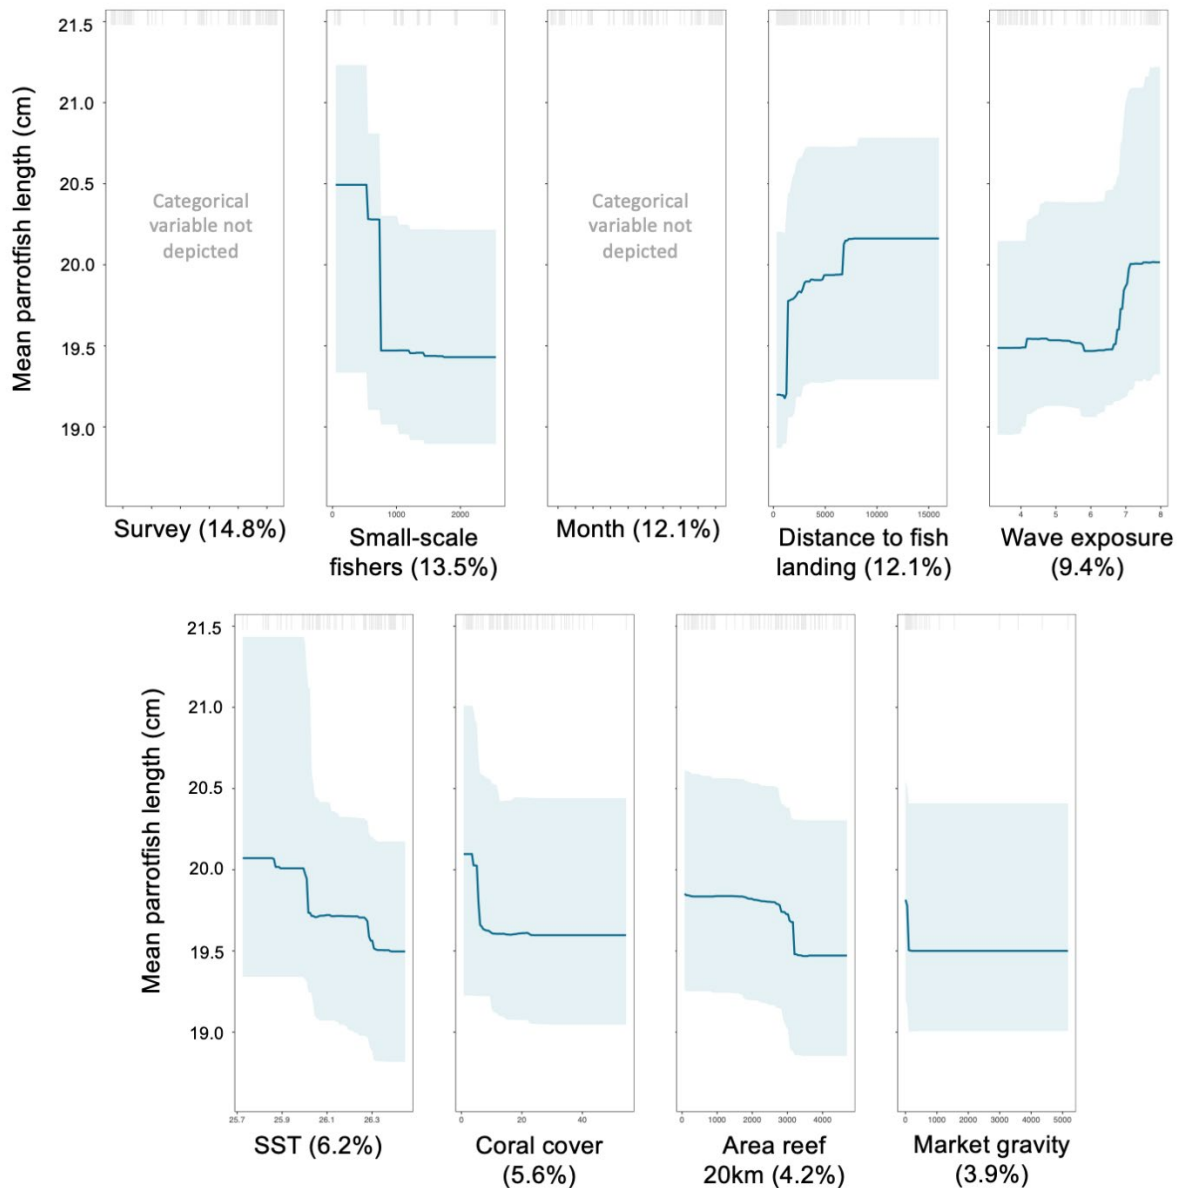 Mean parrotfish length (cm)
21.5
21.0
20.5
20.0
19.5
19.0
Categorical
variable not
depicted
Categorical
variable not
depicted
0 1000 2000
0 5000 10000 15000
4 5 6 7 8
Survey (14.8%)
Small-scale
fishers (13.5%)
Month (12.1%)
Distance to fish
landing (12.1%)
Wave exposure
(9.4%)
Mean parrotfish length (cm)
21.5
21.0
20.5
20.0
19.5
19.0
25.7 25.9 26.1 26.3
0 20 40
0 1000 2000 3000 4000
0 1000 2000 3000 4000 5000
SST (6.2%)
Coral cover
(5.6%)
Area reef
20km (4.2%)
Market gravity
(3.9%)